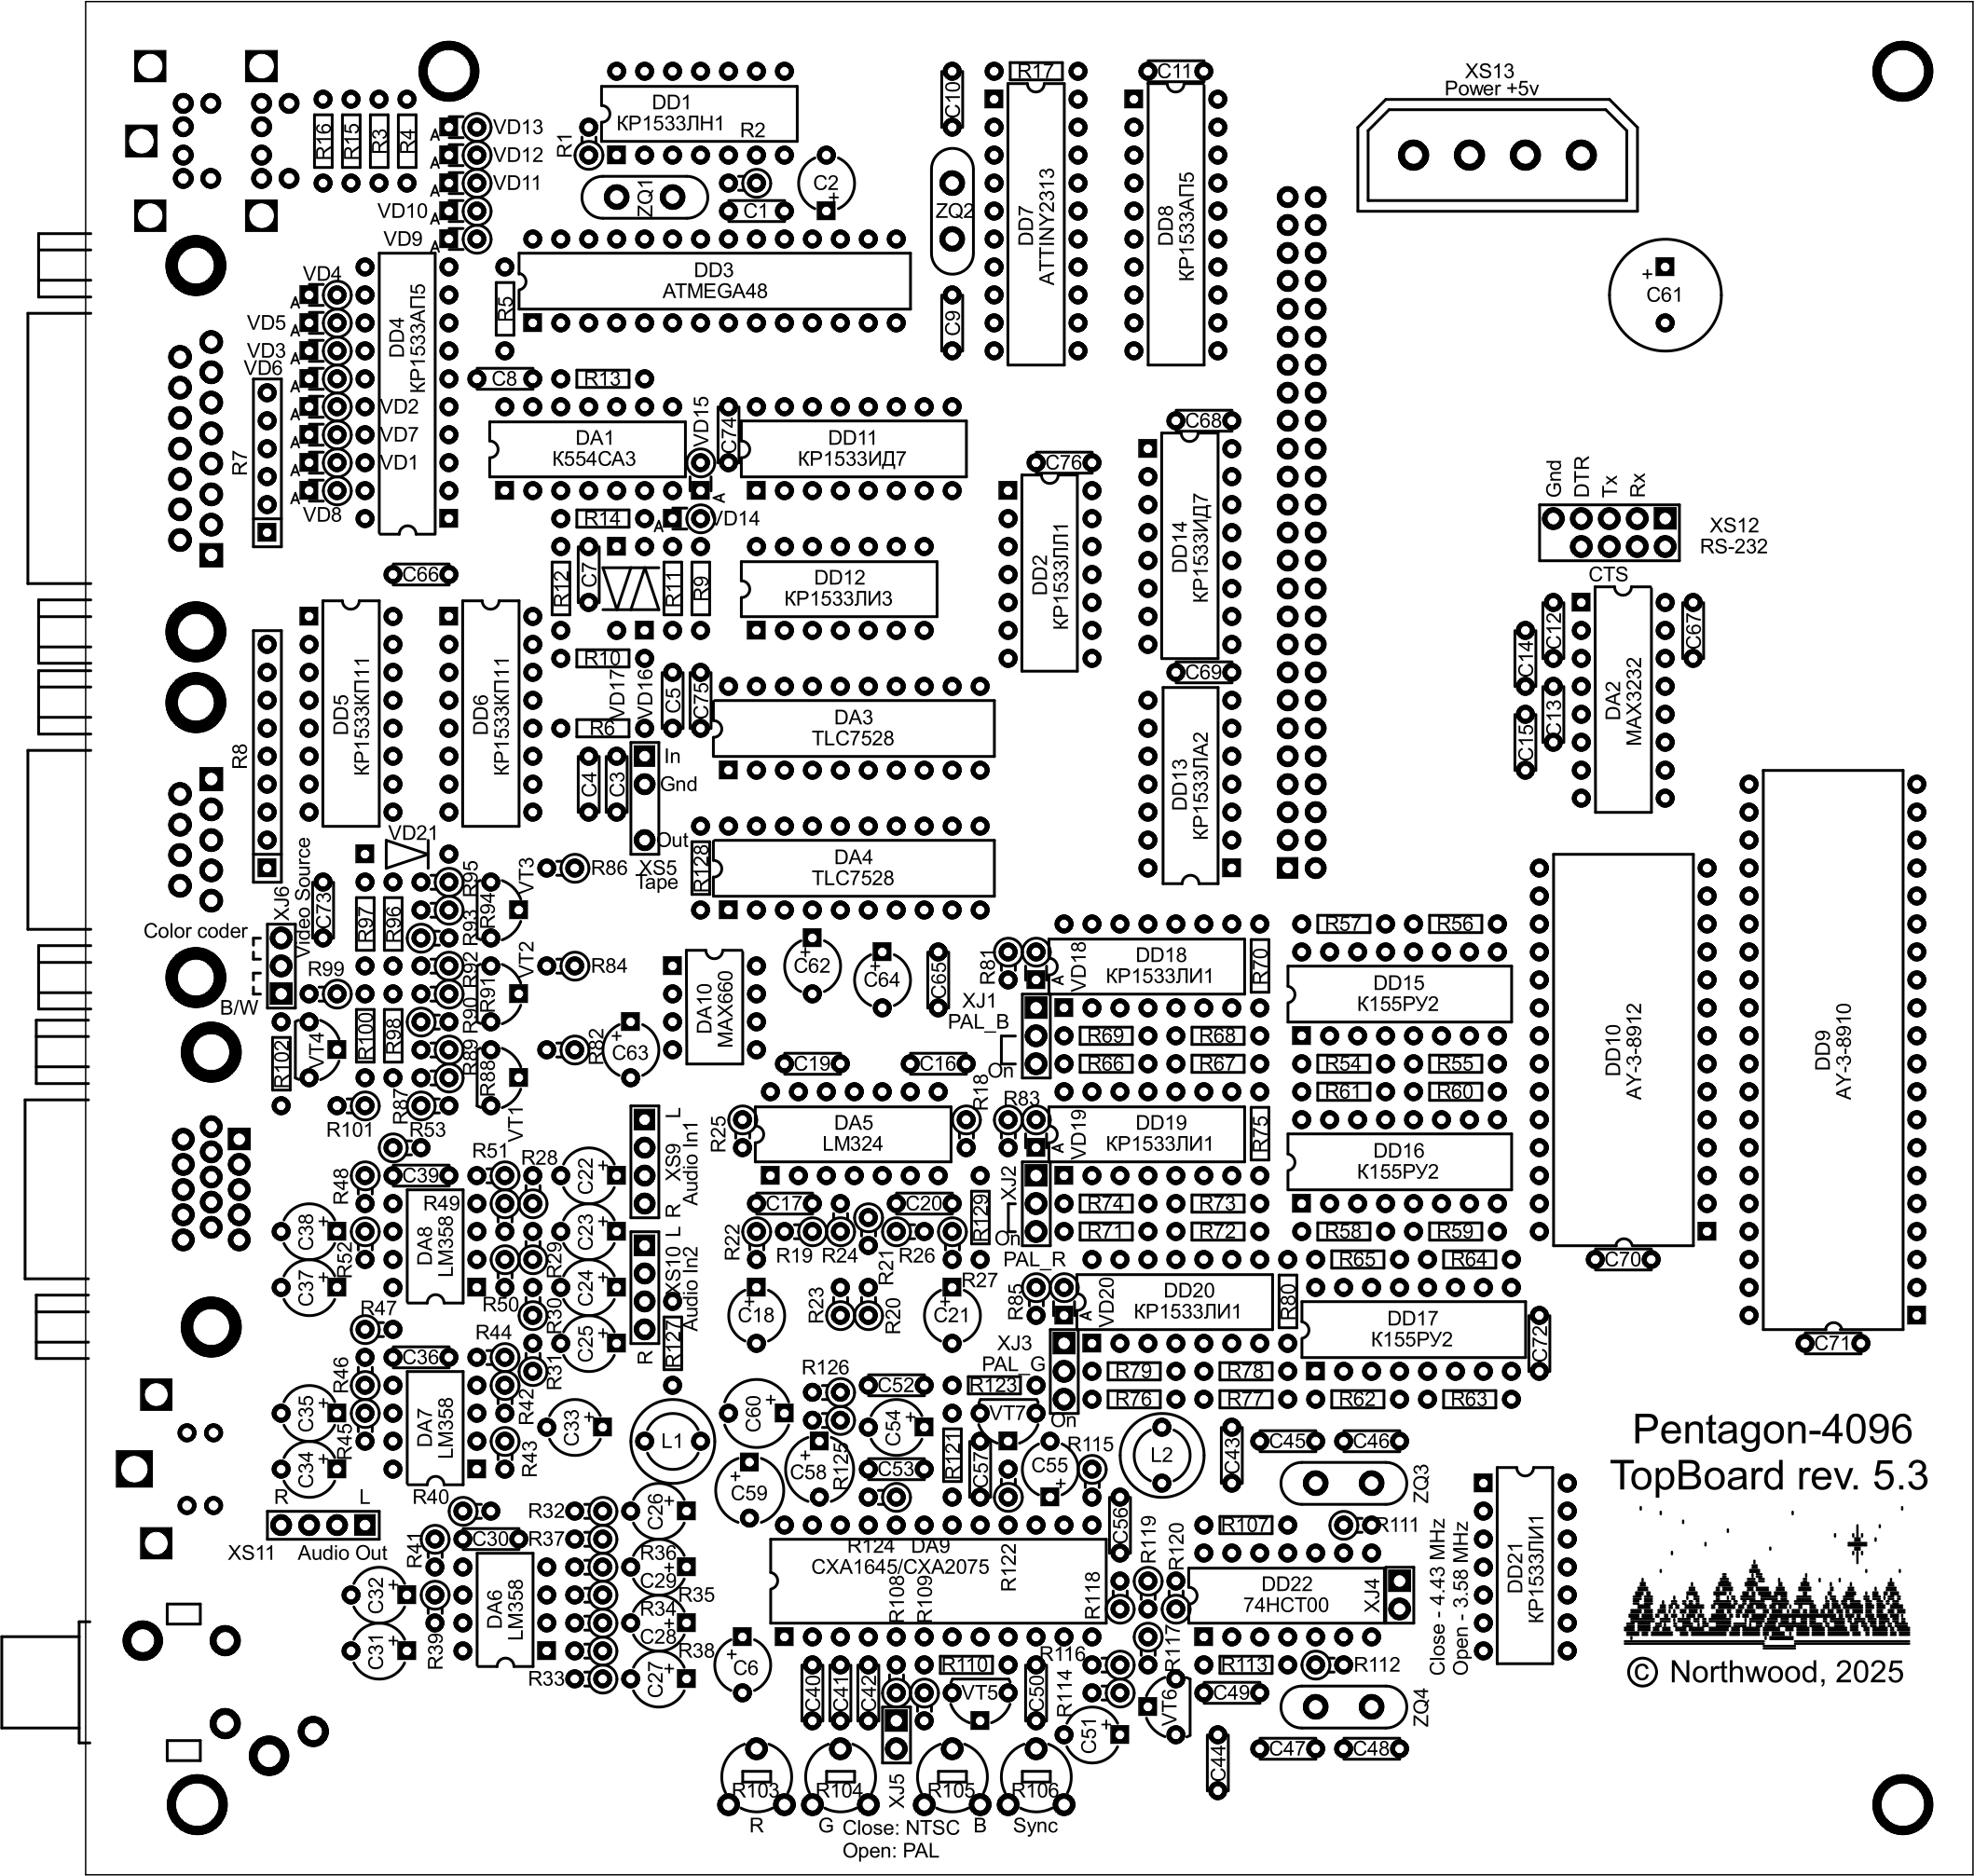 XS13
Power +5v
R17
C11
C10
DD1
КР1533ЛН1
R2
R1
R16
R15
R3
R4
A
VD13
A
VD12
A
VD11
VD10
A
VD9
A
ZQ1
C1
C2
+
ZQ2
DD7
ATTINY2313
DD8
КР1533АП5
DD3
ATMEGA48
R5
C9
+
C61
VD4
A
VD5
A
VD3
A
VD6
A
VD2
A
VD7
A
VD1
A
VD8
A
DD4
КР1533АП5
R7
C8
R13
DA1
К554СА3
VD15
A
C74
DD11
КР1533ИД7
C68
C76
R14
A
VD14
DD2
КР1533ЛЛ1
DD14
КР1533ИД7
Gnd
DTR
Tx
Rx
XS12
RS-232
CTS
C66
R12
C7
R11
R9
DD12
КР1533ЛИ3
C12
C67
C14
C13
C15
DA2
MAX3232
R10
VD17
VD16
C5
C75
C69
DD5
КР1533КП11
DD6
КР1533КП11
R8
R6
DA3
TLC7528
DD13
КР1533ЛА2
C4
C3
In
Gnd
Out
XS5
Tape
R128
DA4
TLC7528
VD21
R95
VT3
R86
XJ6
Video Source
C73
R97
R96
R93
R94
Color coder
B/W
R99
R92
VT2
R84
R91
R90
R102
VT4
R100
R98
R89
R88
R82
C63
+
DA10
MAX660
C62
+
C64
+
C65
R81
VD18
A
DD18
КР1533ЛИ1
R70
R57
R56
DD15
К155РУ2
XJ1
PAL_B
On
R69
R68
R66
R67
R54
R55
R61
R60
DD10
AY-3-8912
DD9
AY-3-8910
C19
C16
R18
R83
R101
R87
R53
VT1
R25
DA5
LM324
VD19
A
DD19
КР1533ЛИ1
R75
DD16
К155РУ2
R48
C39
R51
R28
C22
+
L
XS9
Audio In1
R
R49
C38
+
R52
DA8
LM358
C23
+
R29
C17
C20
R129
XJ2
On
PAL_R
R74
R73
R71
R72
R58
R59
R22
R19
R24
R21
R26
R65
R64
C70
C37
+
R50
C24
+
L
XS10
Audio In2
R
R47
R30
C25
+
R127
C18
+
R23
R20
C21
+
R27
R85
VD20
A
DD20
КР1533ЛИ1
R80
DD17
К155РУ2
C72
C71
R44
R46
C36
R31
XJ3
PAL_G
On
R79
R78
R76
R77
R62
R63
C35
+
R45
DA7
LM358
R42
C33
+
C34
+
R43
L1
C60
+
R126
C52
R123
VT7
C54
+
C58
+
R125
C53
R121
C57
C55
+
R115
L2
C43
C45
C46
ZQ3
C59
+
Pentagon-4096
TopBoard rev. 5.3
R
L
XS11
Audio Out
R40
R32
C26
+
R41
C30
R37
R124
DA9
CXA1645/CXA2075
R122
C56
R119
R120
R107
R111
Close - 4.43 MHz
Open - 3.58 MHz
DD21
КР1533ЛИ1
R36
C29
+
R35
C32
+
DA6
LM358
R34
C28
+
R108
R109
R118
DD22
74HCT00
XJ4
C31
+
R39
R38
C6
+
R33
C27
+
R110
R116
R117
R113
R112
C40
C41
C42
VT5
C50
R114
VT6
C49
ZQ4
© Northwood, 2025
C51
+
C44
C47
C48
R103
R104
XJ5
R105
R106
R
G
Close: NTSC
Open: PAL
B
Sync